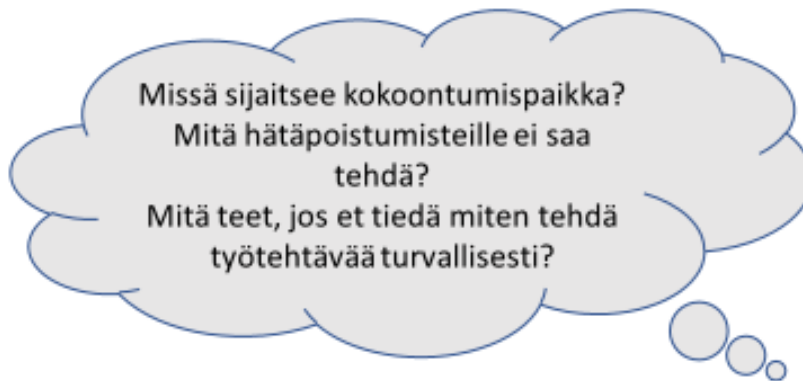 Missä sijaitsee kokoontumispaikka?
Mitä hätäpoistumisteille ei saa
tehdä?
Mitä teet, jos et tiedä miten tehdä
työtehtävää turvallisesti?